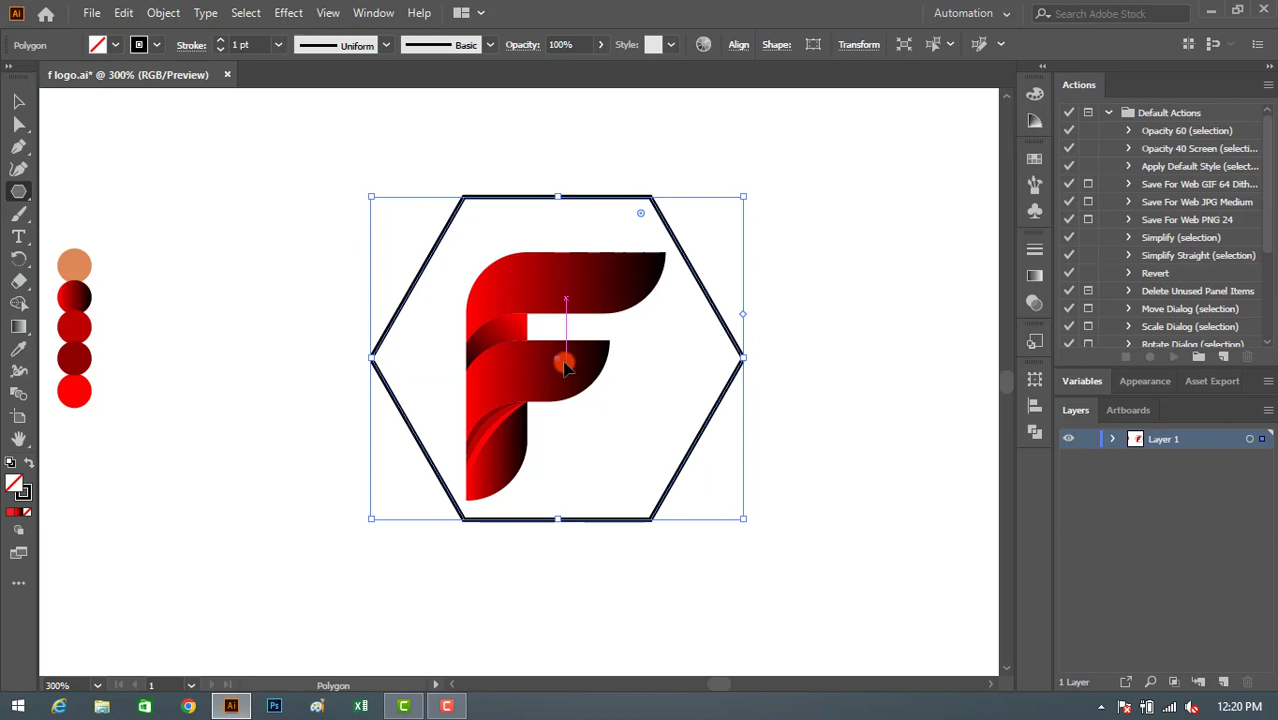 Ai File Edit Object Type Select Effect View Window Help Automation Search Adobe Stock
Polygon Stroke: 1 pt Uniform Basic Opacity: 100% Style: Align Shape: Transform
f logo.ai* @ 300% (RGB/Preview)
Actions
Default Actions
Opacity 60 (selection)
Opacity 40 Screen (selecti...
Apply Default Style (select...
Save For Web GIF 64 Dith...
Save For Web JPG Medium
Save For Web PNG 24
Simplify (selection)
Simplify Straight (selection)
Revert
Delete Unused Panel Items
Move Dialog (selection)
Scale Dialog (selection)
Rotate Dialog (selection)
Variables Appearance Asset Export
Layers Artboards
Layer 1
1 Layer
300% 1 Polygon
Ai Ps 12:20 PM